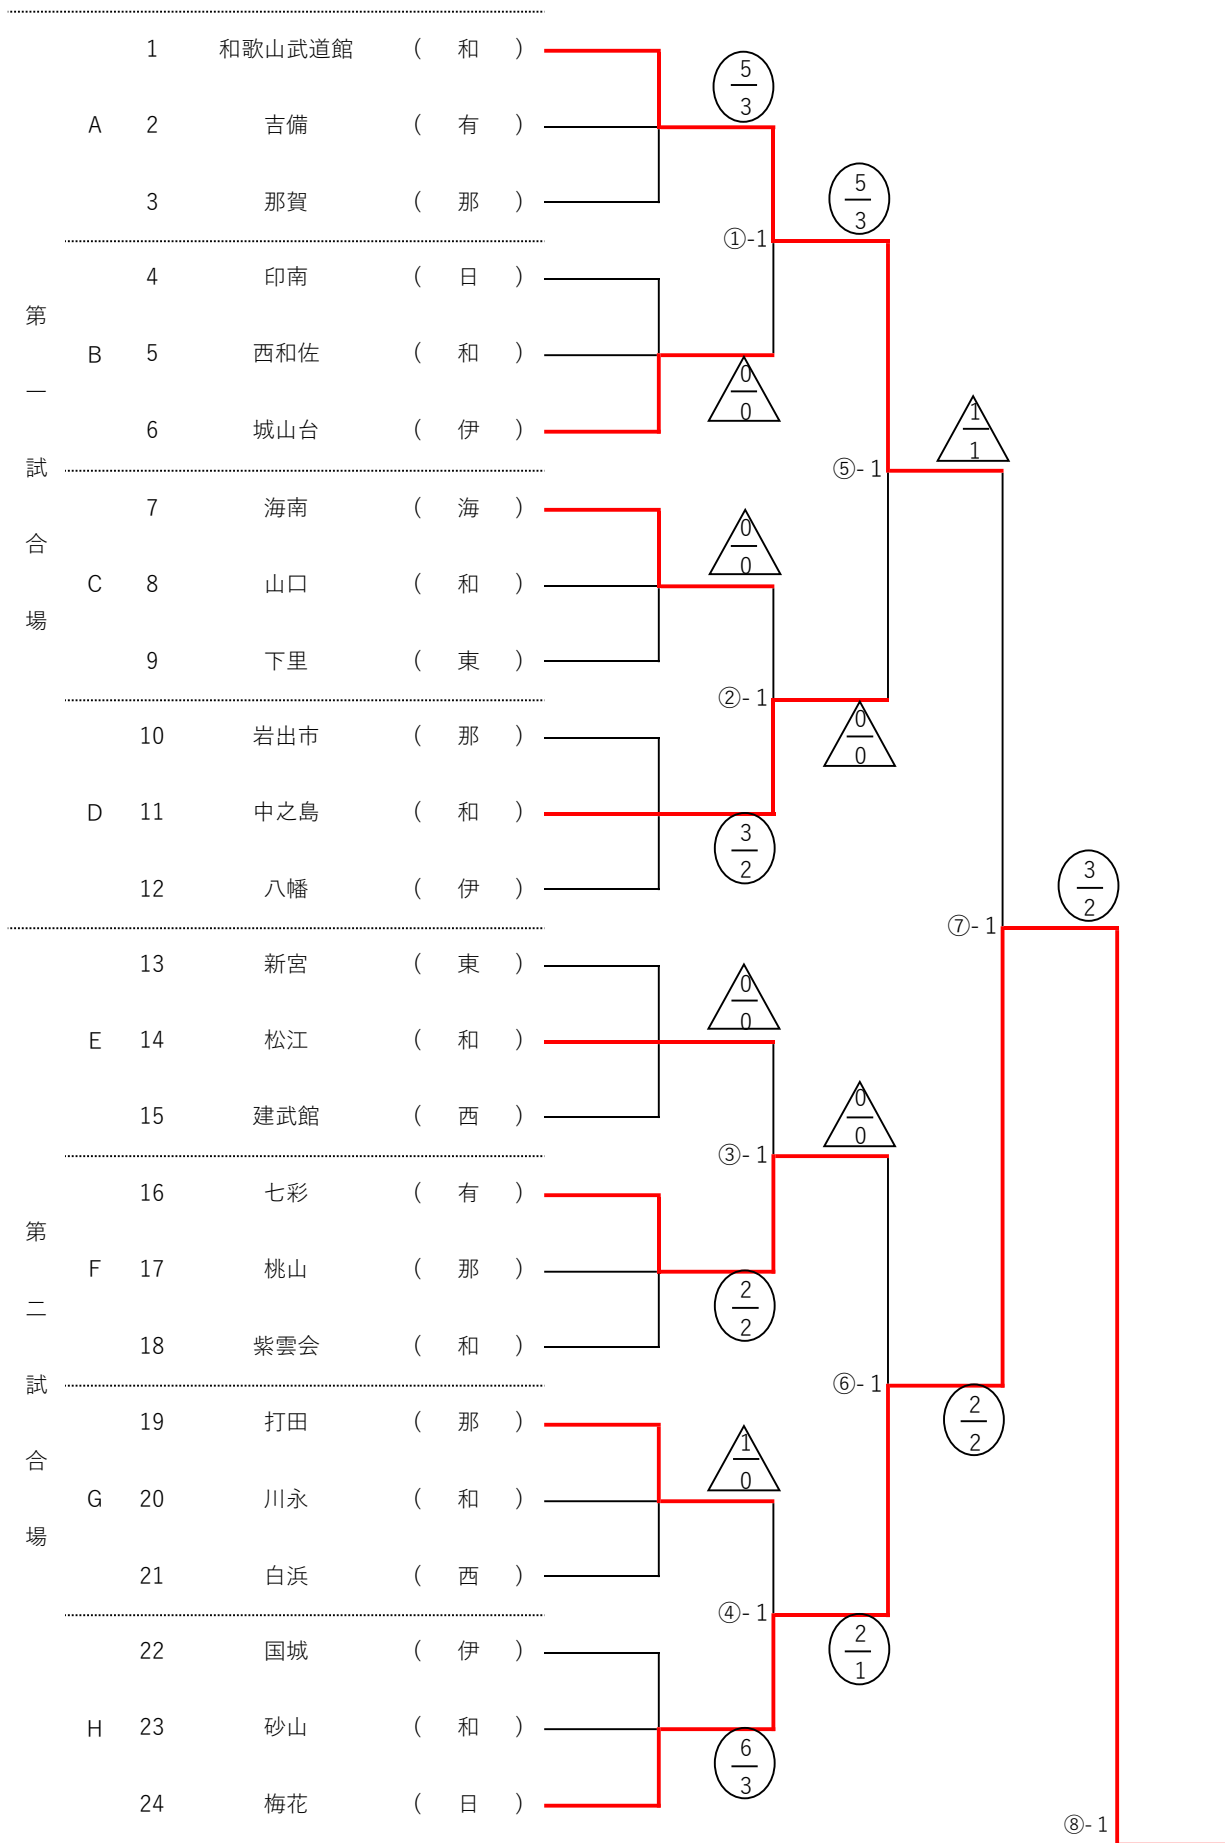 1 和歌山武道館 ( 和 )
5
3
A 2 吉備 ( 有 )
3 那賀 ( 那 )
5
3
①-1
4 印南 ( 日 )
B 5 西和佐 ( 和 )
0
0
6 城山台 ( 伊 )
1
1
⑤-1
第一試合場
7 海南 ( 海 )
0
0
C 8 山口 ( 和 )
9 下里 ( 東 )
②-1
0
0
10 岩出市 ( 那 )
D 11 中之島 ( 和 )
3
2
12 八幡 ( 伊 )
3
2
⑦-1
13 新宮 ( 東 )
0
0
E 14 松江 ( 和 )
15 建武館 ( 西 )
0
0
③-1
16 七彩 ( 有 )
第二試合場
F 17 桃山 ( 那 )
2
2
18 紫雲会 ( 和 )
⑥-1
2
2
19 打田 ( 那 )
1
0
G 20 川永 ( 和 )
21 白浜 ( 西 )
④-1
2
1
22 国城 ( 伊 )
H 23 砂山 ( 和 )
6
3
24 梅花 ( 日 )
⑧-1